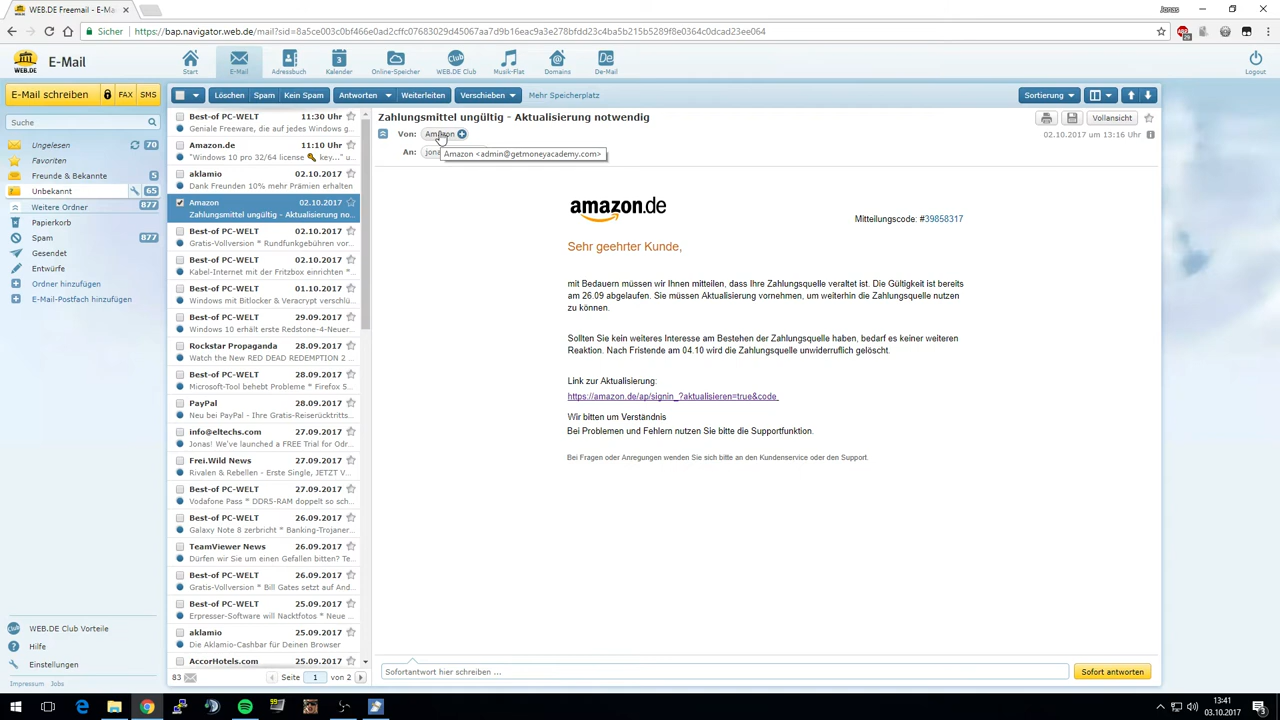 WEB.DE Freemail - E-Mail
Jonas
Sicher
https://bap.navigator.web.de/mail?sid=8a5ce003c0bf466e0ad2cffc07683029d45067aa7d9b16eac9a3e278bfdd23c4ba5b215b5289f8e0364c0dcad23ee064
WEB.DE
E-Mail
Start
E-Mail
3
Adressbuch
Kalender
Online-Speicher
Club
WEB.DE Club
Musik-Flat
Domains
De
De-Mail
Logout
E-Mail schreiben
FAX
SMS
Löschen
Spam
Kein Spam
Antworten
Weiterleiten
Verschieben
Mehr Speicherplatz
Sortierung
Suche
Ungelesen 70
Favoriten
Freunde & Bekannte 5
Unbekannt 65
Weitere Ordner 877
Papierkorb
Spam 877
Gesendet
Entwürfe
Ordner hinzufügen
E-Mail-Postfach hinzufügen
WEB.DE Club Vorteile
Hilfe
Einstellungen
Impressum Jobs
Best-of PC-WELT 11:30 Uhr
Geniale Freeware, die auf jedes Windows g...
Amazon.de 11:10 Uhr
"Windows 10 pro 32/64 license 🔑 key..." u...
aklamio 02.10.2017
Dank Freunden 10% mehr Prämien erhalten
Amazon 02.10.2017
Zahlungsmittel ungültig - Aktualisierung no...
Best-of PC-WELT 02.10.2017
Gratis-Vollversion * Rundfunkgebühren vor...
Best-of PC-WELT 02.10.2017
Kabel-Internet mit der Fritzbox einrichten *...
Best-of PC-WELT 01.10.2017
Windows mit Bitlocker & Veracrypt verschlü...
Best-of PC-WELT 29.09.2017
Windows 10 erhält erste Redstone-4-Neuer...
Rockstar Propaganda 28.09.2017
Watch the New RED DEAD REDEMPTION 2 ...
Best-of PC-WELT 28.09.2017
Microsoft-Tool behebt Probleme * Firefox 5...
PayPal 28.09.2017
Neu bei PayPal - Ihre Gratis-Reiserücktritts...
info@eltechs.com 27.09.2017
Jonas! We've launched a FREE Trial for Odr...
Frei.Wild News 27.09.2017
Rivalen & Rebellen - Erste Single, JETZT V...
Best-of PC-WELT 27.09.2017
Vodafone Pass * DDR5-RAM doppelt so sch...
Best-of PC-WELT 26.09.2017
Galaxy Note 8 zerbricht * Banking-Trojaner...
TeamViewer News 26.09.2017
Dürfen wir Sie um einen Gefallen bitten? Te...
Best-of PC-WELT 26.09.2017
Gratis-Vollversion * Bill Gates setzt auf And...
Best-of PC-WELT 25.09.2017
Erpresser-Software will Nacktfotos * Neue ...
aklamio 25.09.2017
Die Aklamio-Cashbar für Deinen Browser
AccorHotels.com 25.09.2017
83
Seite 1 von 2
Zahlungsmittel ungültig - Aktualisierung notwendig
Vollansicht
Von: Amazon
02.10.2017 um 13:16 Uhr
An: jona
Amazon <admin@getmoneyacademy.com>
amazon.de
Mitteilungscode: #39858317
Sehr geehrter Kunde,
mit Bedauern müssen wir Ihnen mitteilen, dass Ihre Zahlungsquelle veraltet ist. Die Gültigkeit ist bereits
am 26.09 abgelaufen. Sie müssen Aktualisierung vornehmen, um weiterhin die Zahlungsquelle nutzen
zu können.
Sollten Sie kein weiteres Interesse am Bestehen der Zahlungsquelle haben, bedarf es keiner weiteren
Reaktion. Nach Fristende am 04.10 wird die Zahlungsquelle unwiderruflich gelöscht.
Link zur Aktualisierung:
https://amazon.de/ap/signin_?aktualisieren=true&code_
Wir bitten um Verständnis
Bei Problemen und Fehlern nutzen Sie bitte die Supportfunktion.
Bei Fragen oder Anregungen wenden Sie sich bitte an den Kundenservice oder den Support.
Sofortantwort hier schreiben ...
Sofort antworten
13:41
03.10.2017